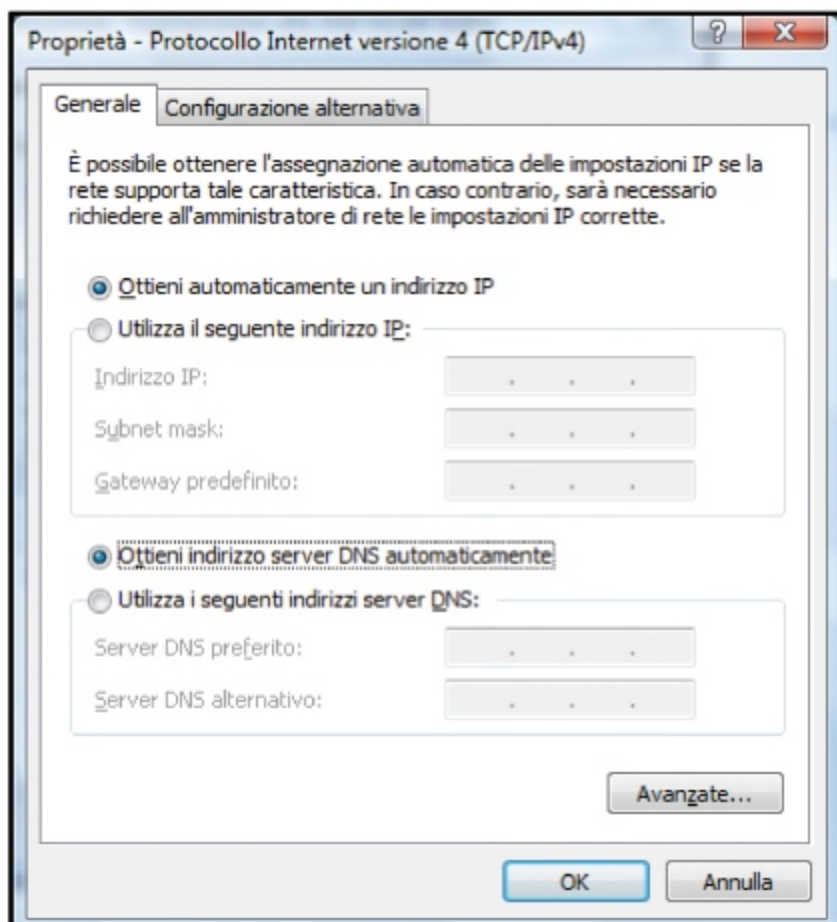 Proprietà - Protocollo Internet versione 4 (TCP/IPv4)
Generale
Configurazione alternativa
È possibile ottenere l'assegnazione automatica delle impostazioni IP se la
rete supporta tale caratteristica. In caso contrario, sarà necessario
richiedere all'amministratore di rete le impostazioni IP corrette.
Ottieni automaticamente un indirizzo IP
Utilizza il seguente indirizzo IP:
Indirizzo IP:
Subnet mask:
Gateway predefinito:
Ottieni indirizzo server DNS automaticamente
Utilizza i seguenti indirizzi server DNS:
Server DNS preferito:
Server DNS alternativo:
Avanzate...
OK
Annulla